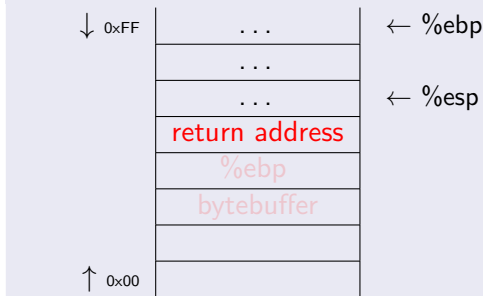 ↓ 0xFF ... ← %ebp
...
... ← %esp
return address
%ebp
bytebuffer
↑ 0x00